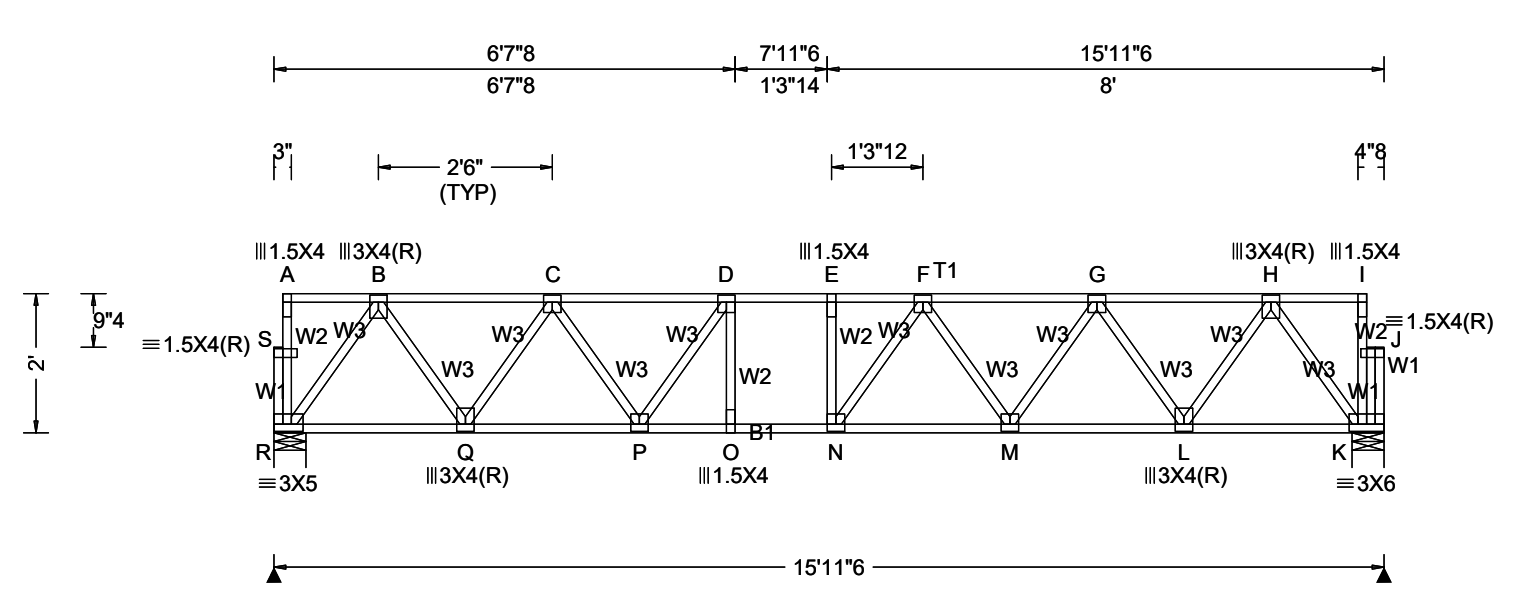 6'7"8 7'11"6 15'11"6
6'7"8 1'3"14 8'
3" 2'6" 1'3"12 4"8
(TYP)
1.5X4 3X4(R) 1.5X4 3X4(R) 1.5X4
A B C D E F T1 G H I
9"4 1.5X4(R)
S W2 W3 W3 W3 W2 W3 W3 W3 W2 J
1.5X4(R)
2' W3 W3 W2 W3 W3 W3 W1
W1 W1
B1
R Q P O N M L K
3X4(R) 1.5X4 3X4(R)
3X5 3X6
15'11"6